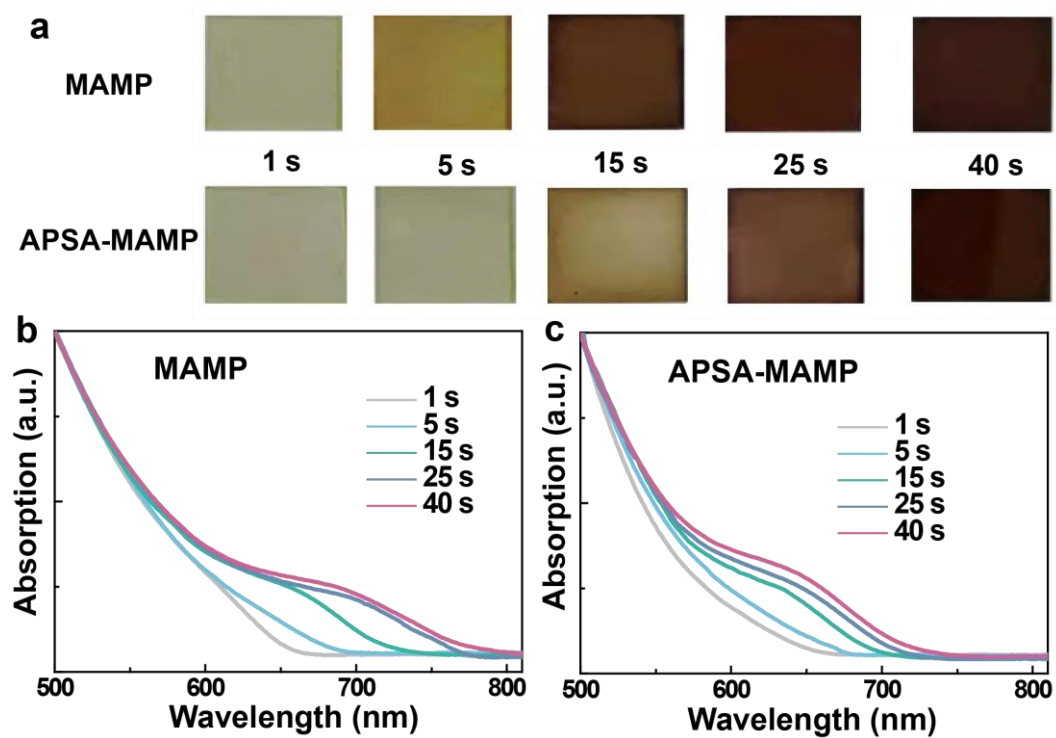 a
MAMP
1 s 5 s 15 s 25 s 40 s
APSA-MAMP
b
MAMP
1 s
5 s
15 s
25 s
40 s
Absorption (a.u.)
500 600 700 800
Wavelength (nm)
c
APSA-MAMP
1 s
5 s
15 s
25 s
40 s
Absorption (a.u.)
500 600 700 800
Wavelength (nm)